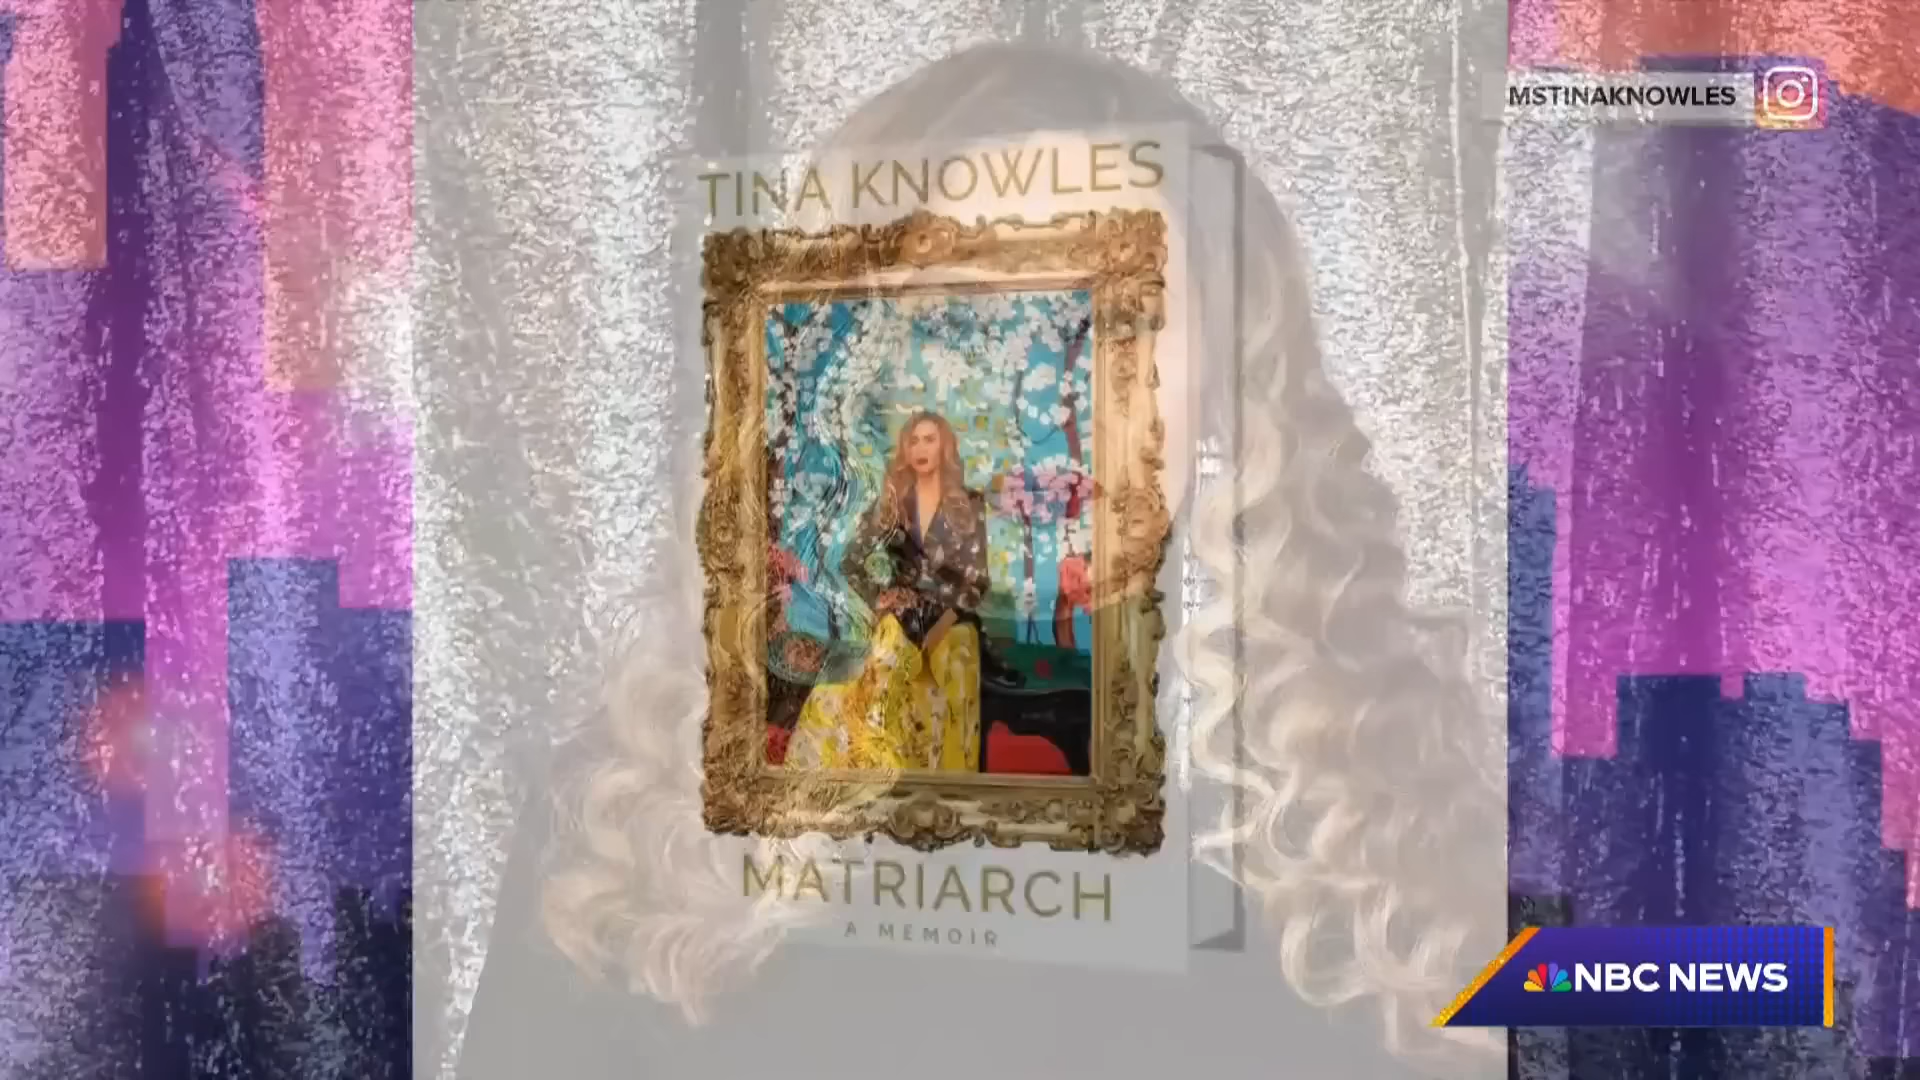 MSTINAKNOWLES
TINA KNOWLES
MATRIARCH
A MEMOIR
NBC NEWS